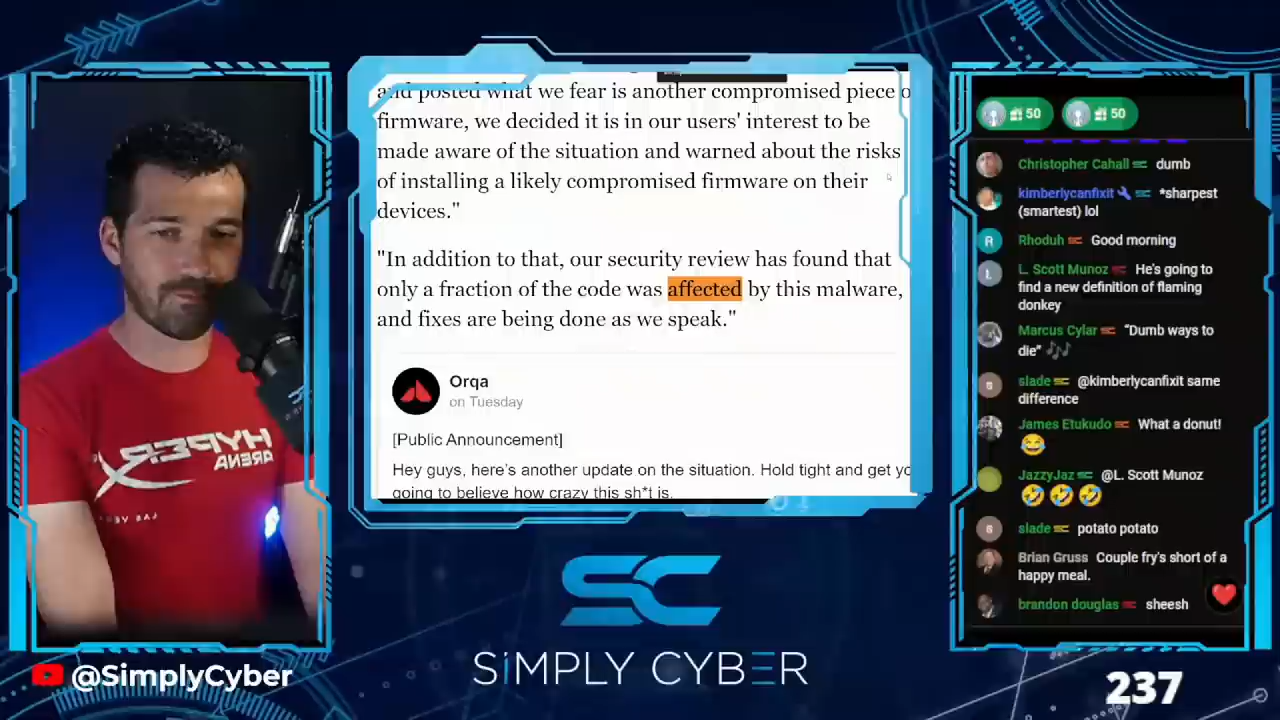 and posted what we fear is another compromised piece o
firmware, we decided it is in our users' interest to be
made aware of the situation and warned about the risks
of installing a likely compromised firmware on their
devices."
"In addition to that, our security review has found that
only a fraction of the code was affected by this malware,
and fixes are being done as we speak."
Orqa
on Tuesday
[Public Announcement]
Hey guys, here's another update on the situation. Hold tight and get yo
going to believe how crazy this sh*t is.
HYPERX
ARENA
LAS VEGAS
SC
SIMPLY CYBER
@SimplyCyber
50
50
Christopher Cahall dumb
kimberlycanfixit *sharpest
(smartest) lol
R
Rhoduh Good morning
L
L. Scott Munoz He's going to
find a new definition of flaming
donkey
Marcus Cylar “Dumb ways to
die”
s
slade @kimberlycanfixit same
difference
James Etukudo What a donut!
JazzyJaz @L. Scott Munoz
s
slade potato potato
Brian Gruss Couple fry's short of a
happy meal.
brandon douglas sheesh
237